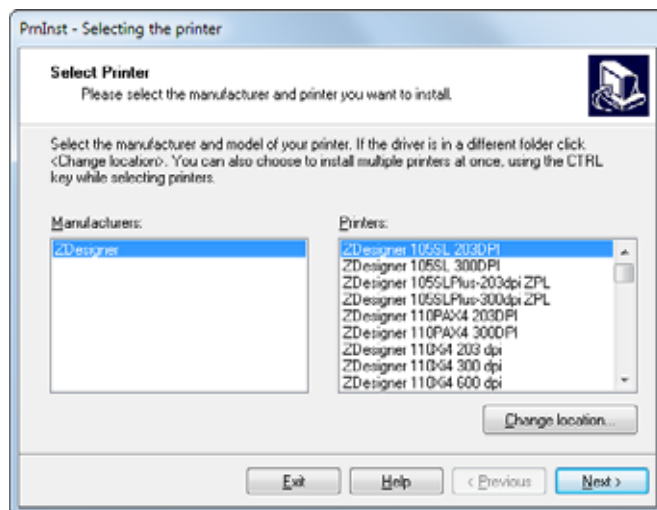 PrnInst - Selecting the printer
Select Printer
Please select the manufacturer and printer you want to install.
Select the manufacturer and model of your printer. If the driver is in a different folder click
<Change location>. You can also choose to install multiple printers at once, using the CTRL
key while selecting printers.
Manufacturers:
ZDesigner
Printers:
ZDesigner 105SL 203DPI
ZDesigner 105SL 300DPI
ZDesigner 105SLPlus-203dpi ZPL
ZDesigner 105SLPlus-300dpi ZPL
ZDesigner 110PAX4 203DPI
ZDesigner 110PAX4 300DPI
ZDesigner 110Xi4 203 dpi
ZDesigner 110Xi4 300 dpi
ZDesigner 110Xi4 600 dpi
Change location...
Exit
Help
< Previous
Next >